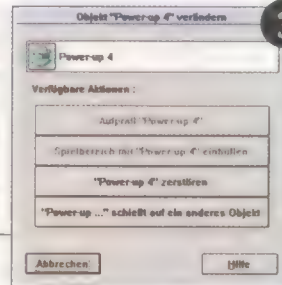 Objekt "Power-up 4" verändern
Power-up 4
Verfügbare Aktionen :
Aufprall "Power-up 4"
Spielbereich mit "Power-up 4" einhüllen
"Power-up 4" zerstören
"Power-up ..." schießt auf ein anderes Objekt
Abbrechen
Hilfe